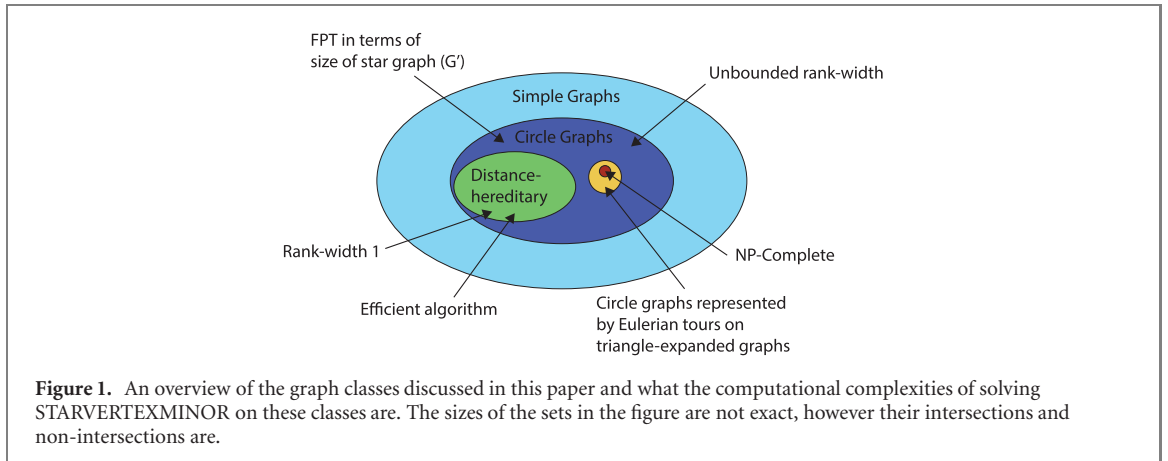 FPT in terms of
size of star graph (G’)
Unbounded rank-width
Simple Graphs
Circle Graphs
Distance-
hereditary
Rank-width 1
NP-Complete
Efficient algorithm
Circle graphs represented
by Eulerian tours on
triangle-expanded graphs
Figure 1. An overview of the graph classes discussed in this paper and what the computational complexities of solving
STARVERTEXMINOR on these classes are. The sizes of the sets in the figure are not exact, however their intersections and
non-intersections are.